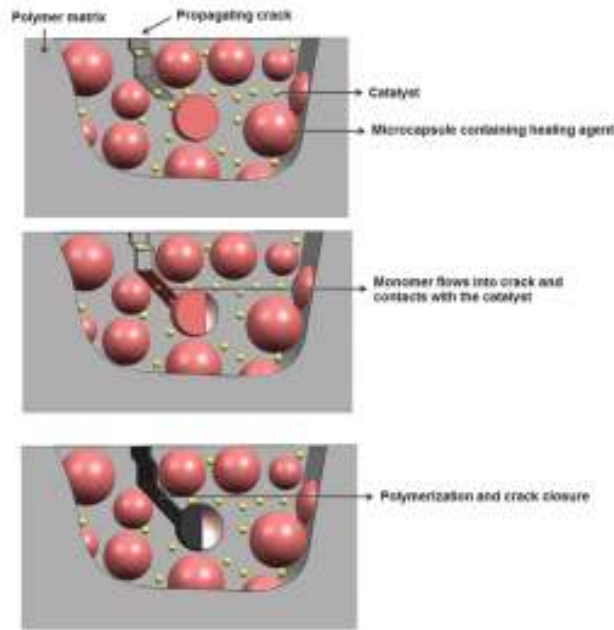 Polymer matrix
Propagating crack
Catalyst
Microcapsule containing healing agent
Monomer flows into crack and
contacts with the catalyst
Polymerization and crack closure